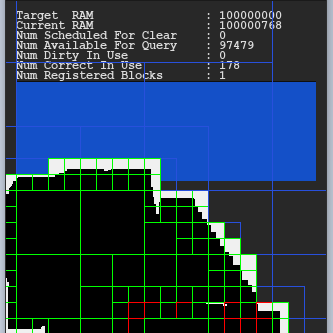 Target  RAM                : 100000000
Current RAM                : 100000768
Num Scheduled For Clear    : 0
Num Available For Query    : 97479
Num Dirty In Use           : 0
Num Correct In Use         : 178
Num Registered Blocks      : 1